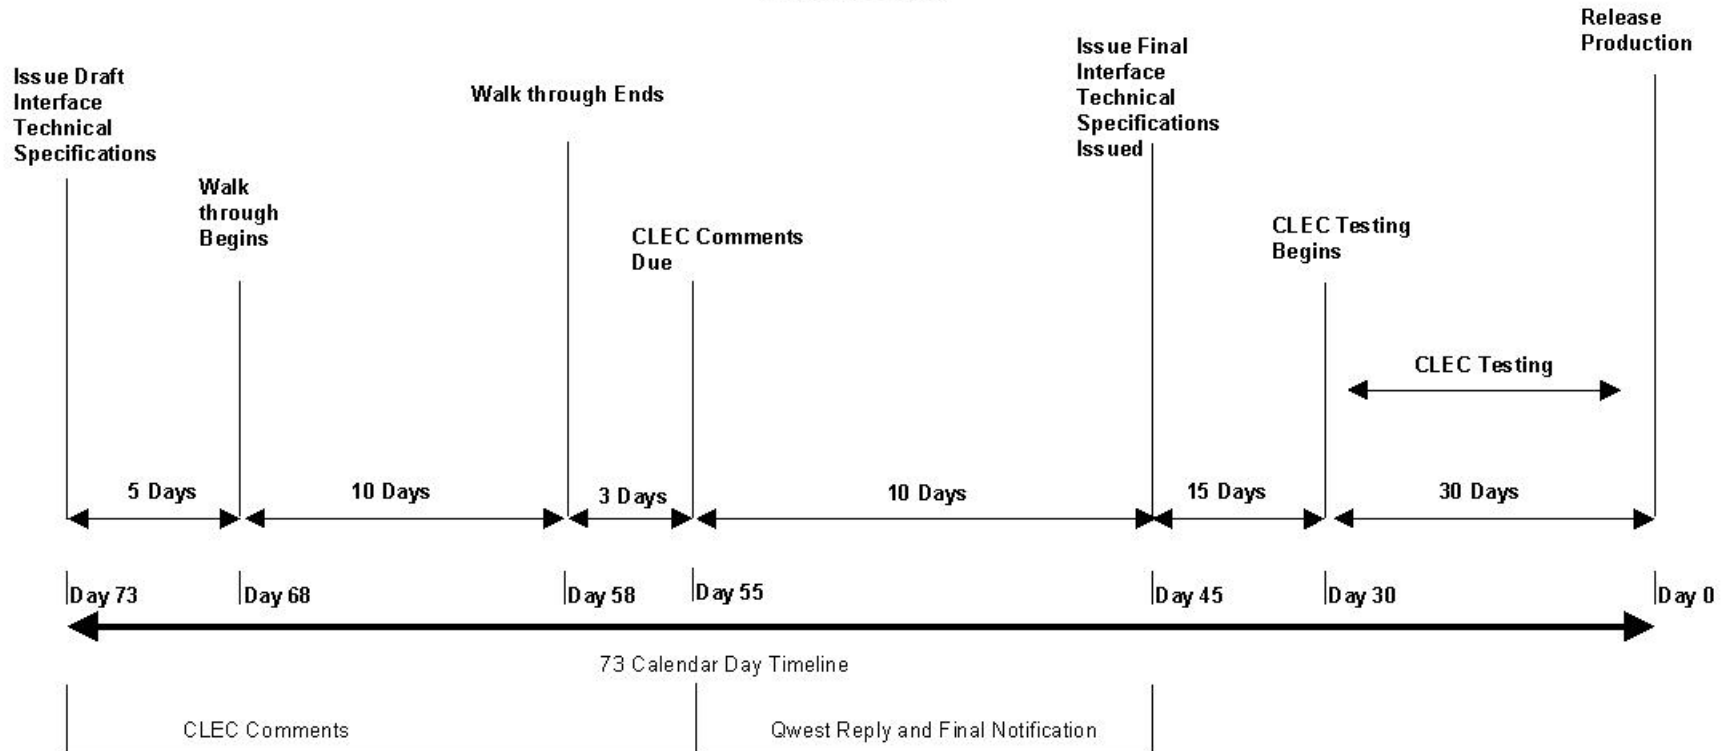 Release
Production
Issue Final
Interface
Technical
Specifications
Issued
Issue Draft
Interface
Technical
Specifications
Walk through Ends
Walk
through
Begins
CLEC Comments
Due
CLEC Testing
Begins
CLEC Testing
5 Days
10 Days
3 Days
10 Days
15 Days
30 Days
Day 73
Day 68
Day 58
Day 55
Day 45
Day 30
Day 0
73 Calendar Day Timeline
CLEC Comments
Qwest Reply and Final Notification